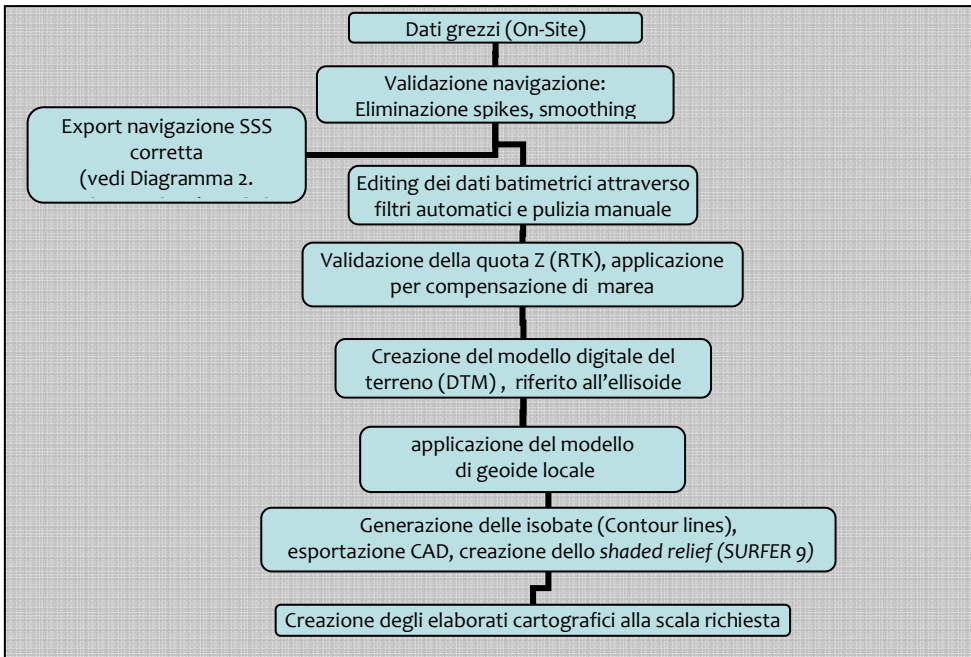 Dati grezzi (On-Site)
Validazione navigazione:
Eliminazione spikes, smoothing
Export navigazione SSS
corretta
(vedi Diagramma 2.
Editing dei dati batimetrici attraverso
filtri automatici e pulizia manuale
Validazione della quota Z (RTK), applicazione
per compensazione di marea
Creazione del modello digitale del
terreno (DTM) , riferito all'ellisoide
applicazione del modello
di geoide locale
Generazione delle isobate (Contour lines),
esportazione CAD, creazione dello shaded relief (SURFER 9)
Creazione degli elaborati cartografici alla scala richiesta